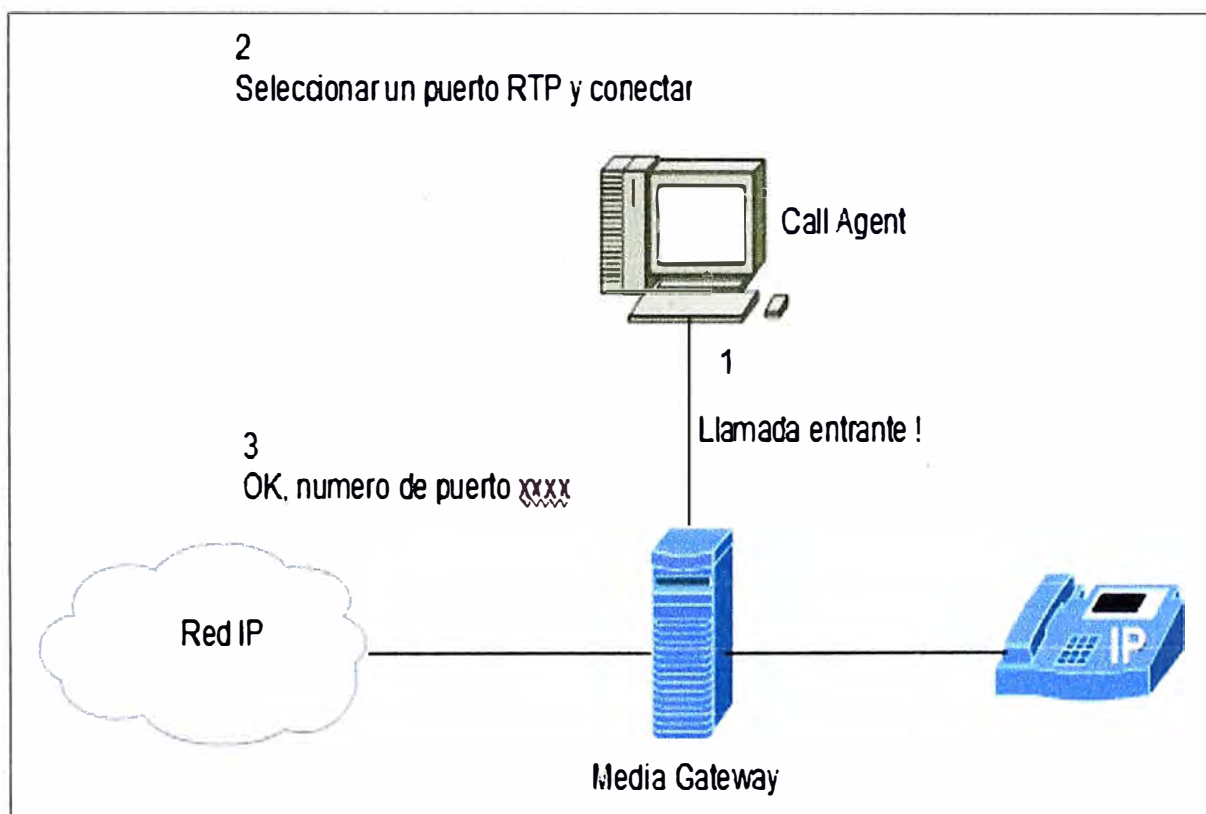 2
Seleccionar un puerto RTP y conectar
Call Agent
1
Llamada entrante !
3
OK, numero de puerto xxxx
Red IP
IP
Media Gateway